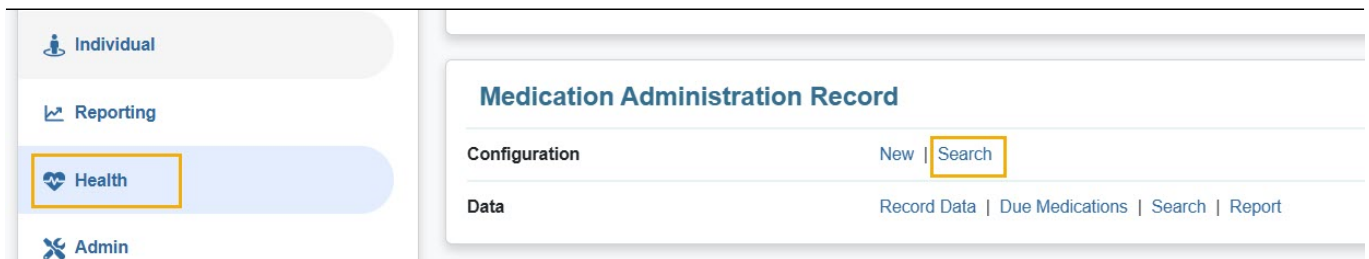 Individual
Reporting
Health
Admin
Medication Administration Record
Configuration New | Search
Data Record Data | Due Medications | Search | Report